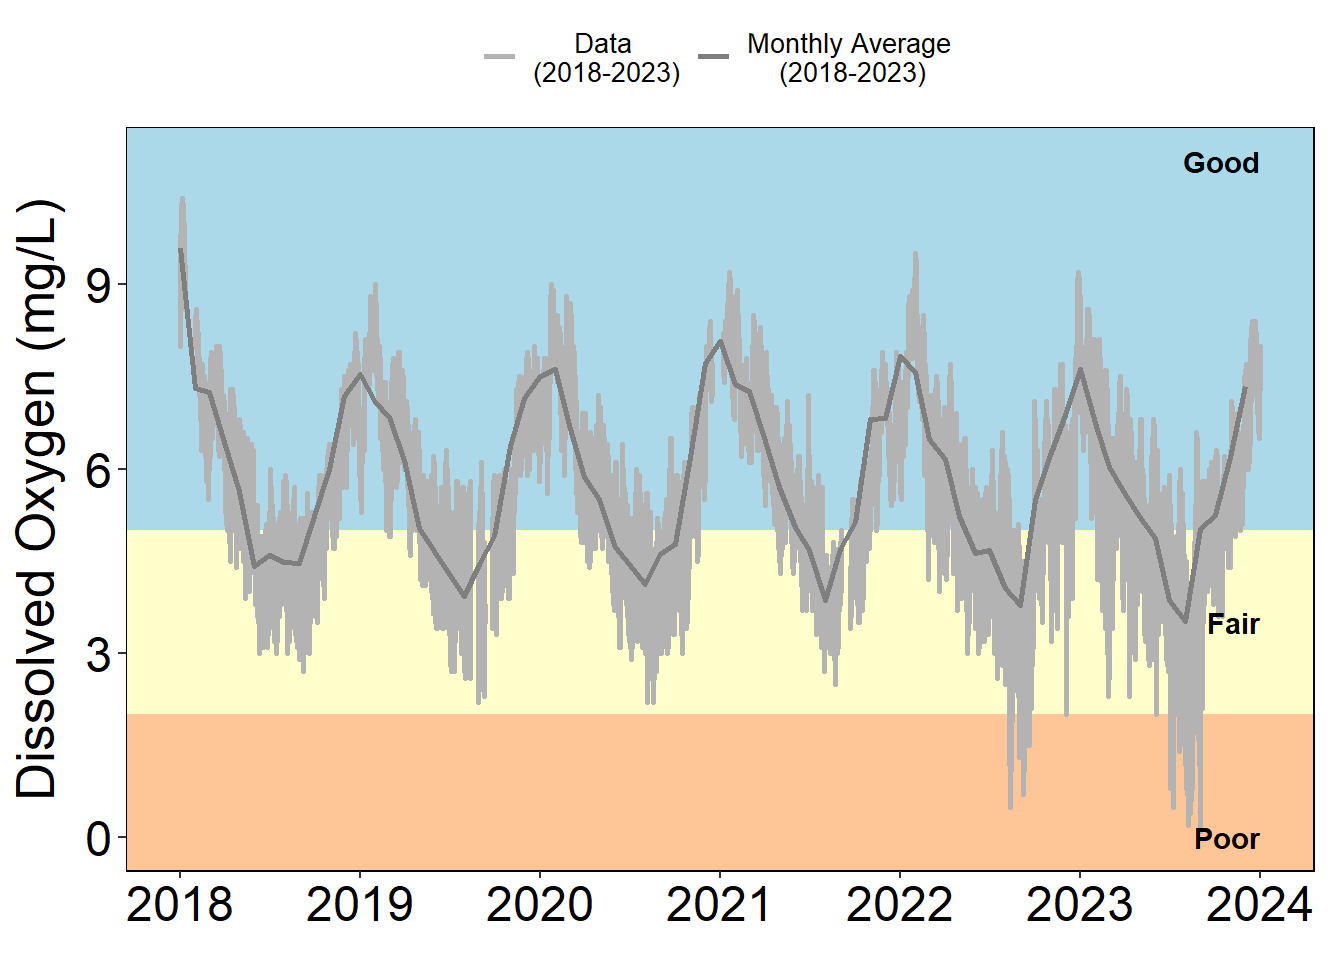 Data
(2018-2023)
Monthly Average
(2018-2023)
Dissolved Oxygen (mg/L)
9
6
3
0
Good
Fair
Poor
2018 2019 2020 2021 2022 2023 2024